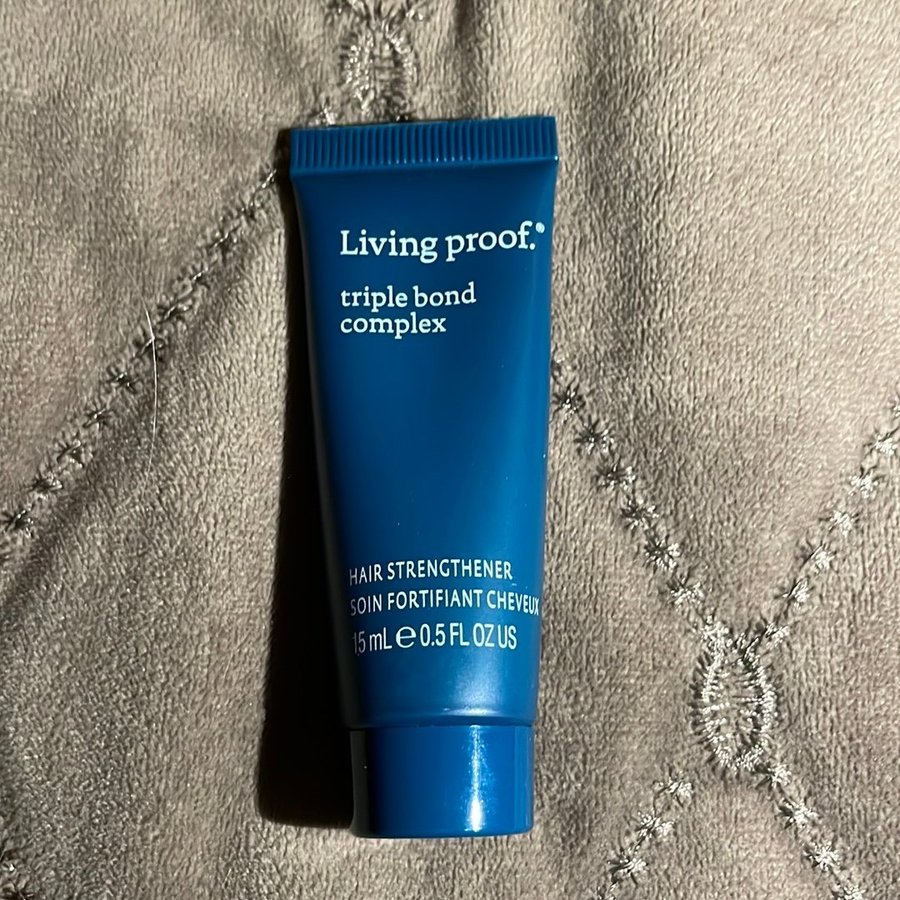 Living proof.®
triple bond
complex
HAIR STRENGTHENER
SOIN FORTIFIANT CHEVEUX
15 mL ℮ 0.5 FL OZ US